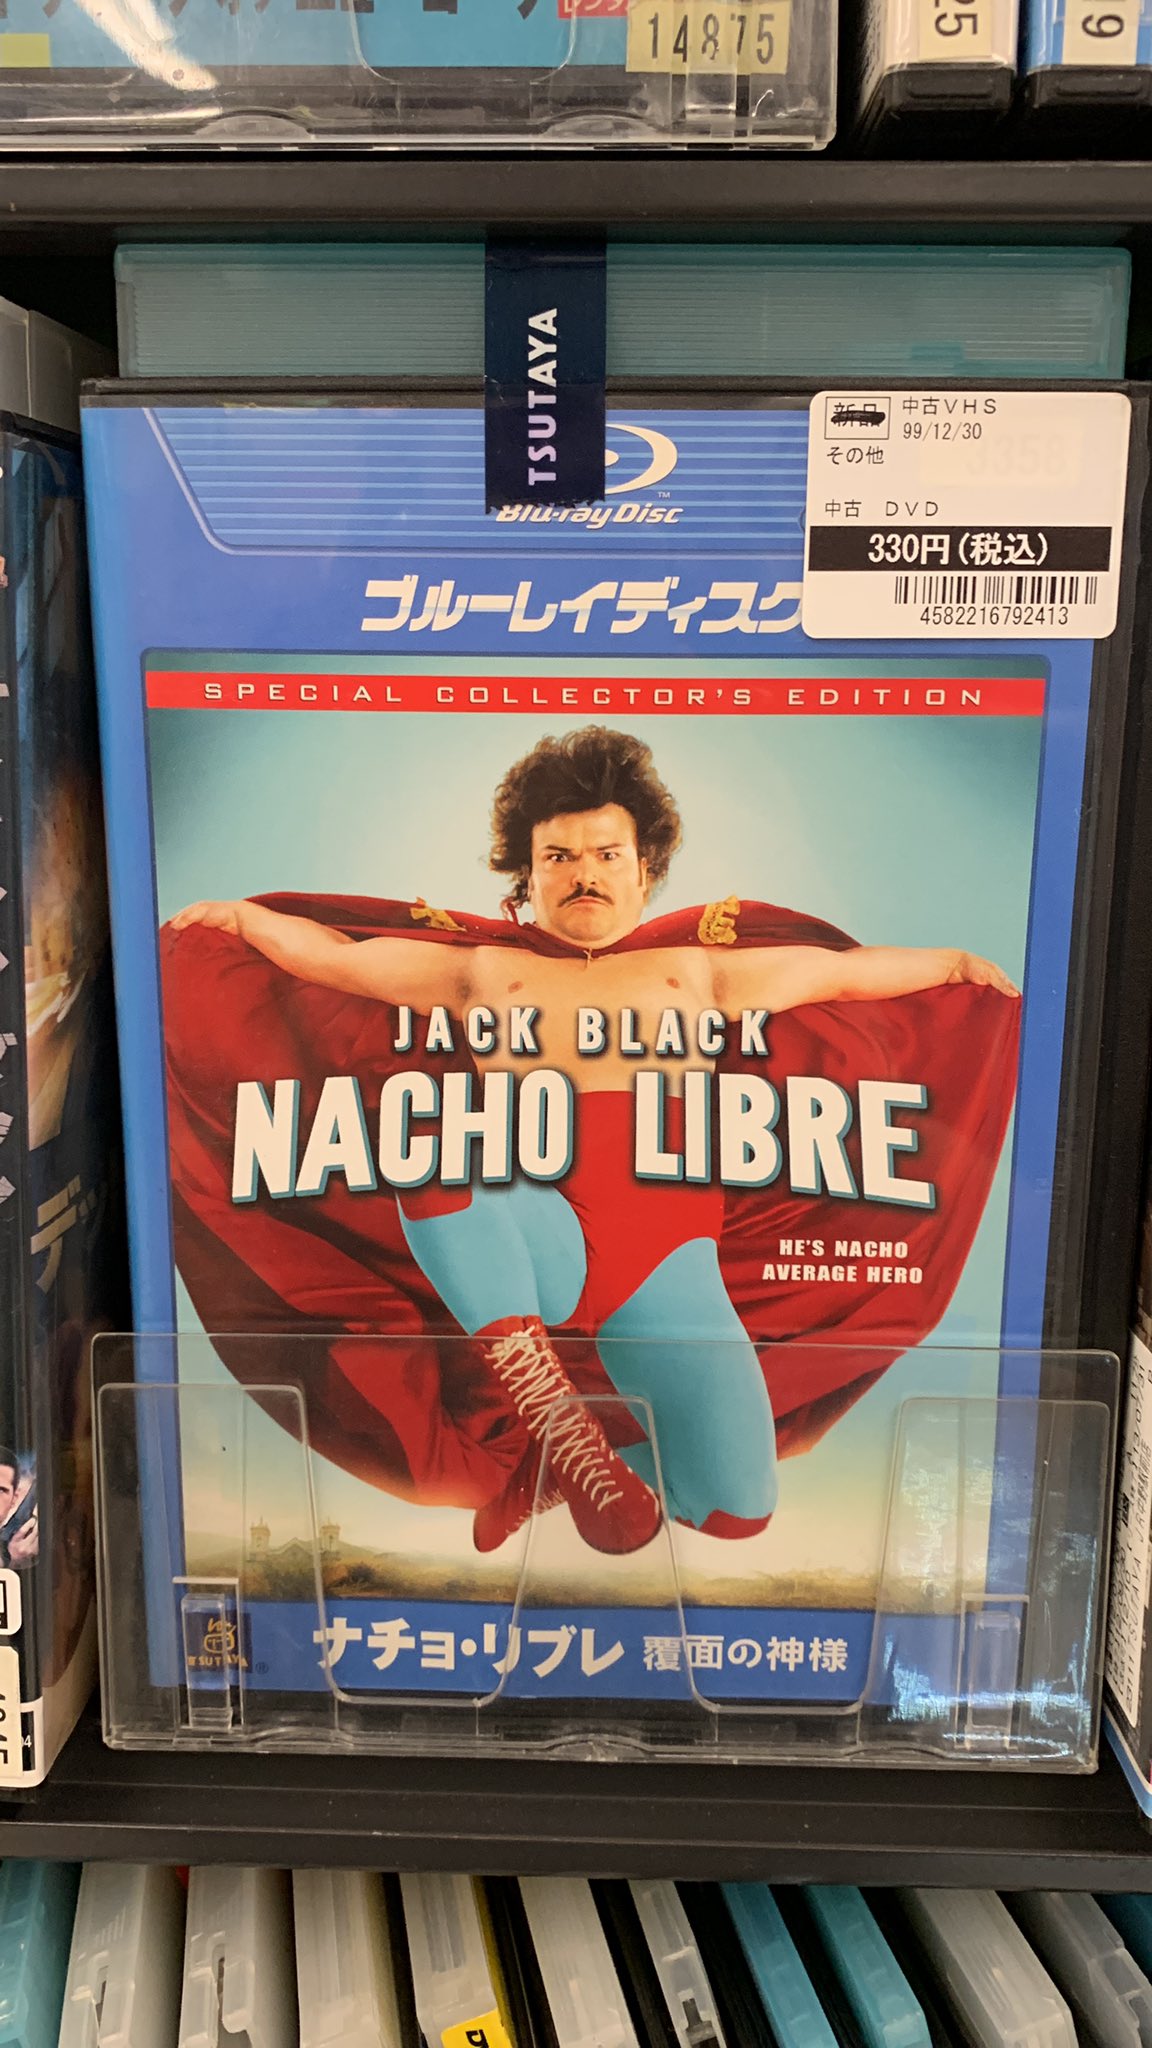 14875
25
19
TSUTAYA
新品
中古VHS
99/12/30
その他
中古 DVD
330円(税込)
4582216792413
Blu-ray Disc
TM
ブルーレイディスク
SPECIAL COLLECTOR'S EDITION
JACK BLACK
NACHO LIBRE
HE'S NACHO
AVERAGE HERO
TSUTAYA®
ナチョ・リブレ 覆面の神様